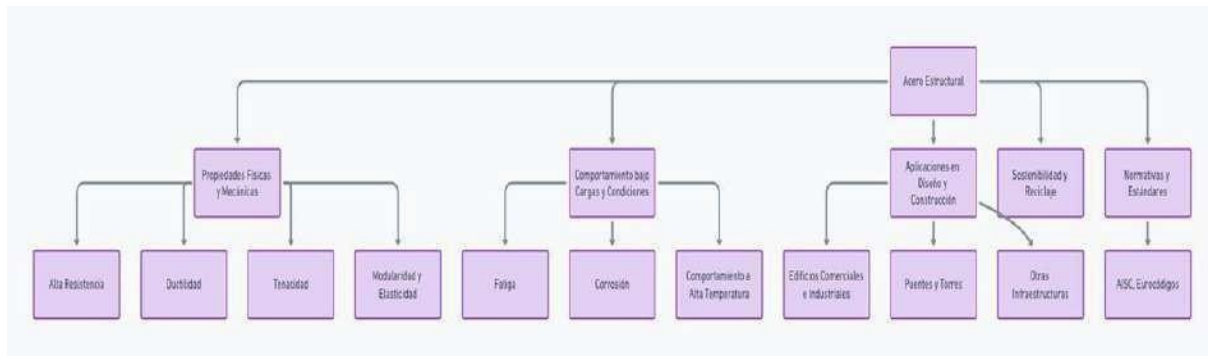 Acero Estructural
Propiedades Físicas
y Mecánicas
Comportamiento bajo
Cargas y Condiciones
Aplicaciones en
Diseño y
Construcción
Sostenibilidad y
Reciclaje
Normativas y
Estándares
Alta Resistencia
Ductilidad
Tenacidad
Modularidad y
Elasticidad
Fatiga
Corrosión
Comportamiento a
Alta Temperatura
Edificios Comerciales
e Industriales
Puentes y Torres
Otras
Infraestructuras
AISC, Eurocódigos